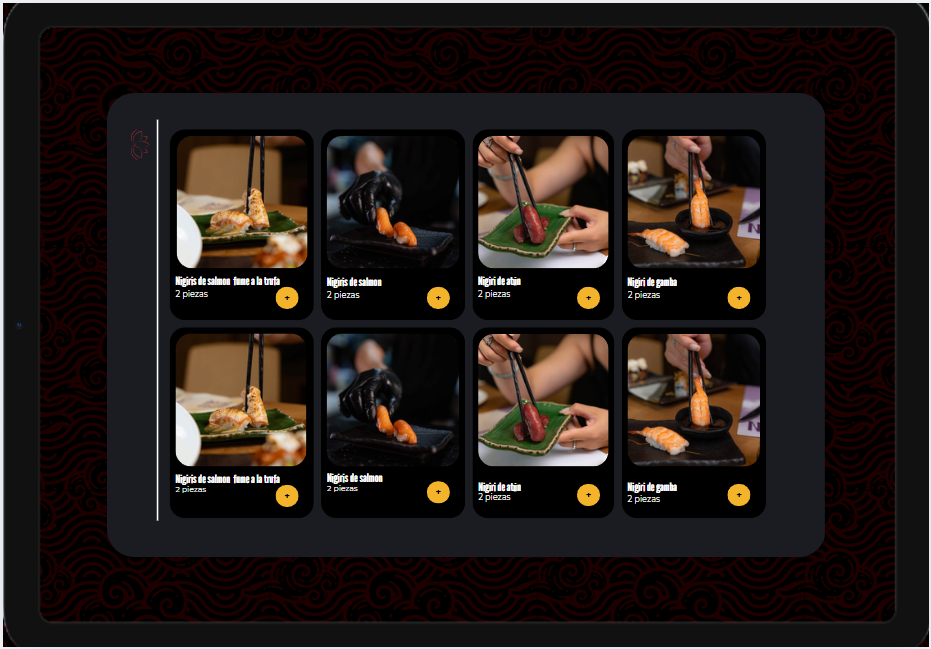 Nigiris de salmon fume a la trufa
2 piezas
+
Nigiris de salmon
2 piezas
+
Nigiri de atún
2 piezas
+
Nigiri de gamba
2 piezas
+
Nigiris de salmon fume a la trufa
2 piezas
+
Nigiris de salmon
2 piezas
+
Nigiri de atún
2 piezas
+
Nigiri de gamba
2 piezas
+